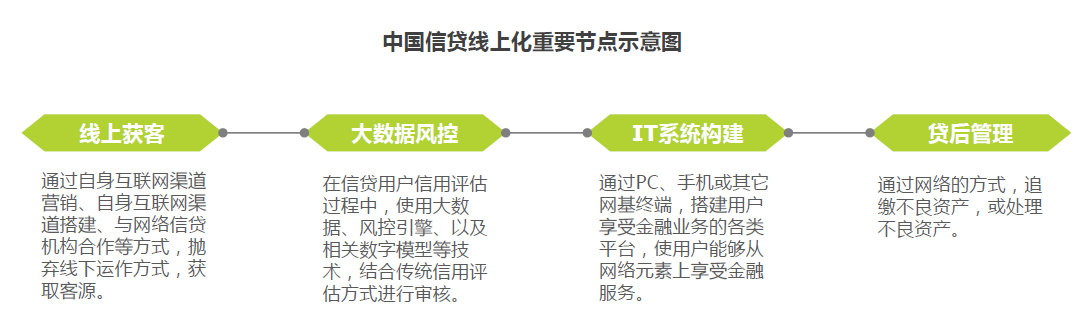 中国信贷线上化重要节点示意图
线上获客
大数据风控
IT系统构建
贷后管理
通过自身互联网渠道
营销、自身互联网渠
道搭建、与网络信贷
机构合作等方式，抛
弃线下运作方式，获
取客源。
在信贷用户信用评估
过程中，使用大数
据、风控引擎、以及
相关数字模型等技
术，结合传统信用评
估方式进行审核。
通过PC、手机或其它
网基终端，搭建用户
享受金融业务的各类
平台，使用户能够从
网络元素上享受金融
服务。
通过网络的方式，追
缴不良资产，或处理
不良资产。